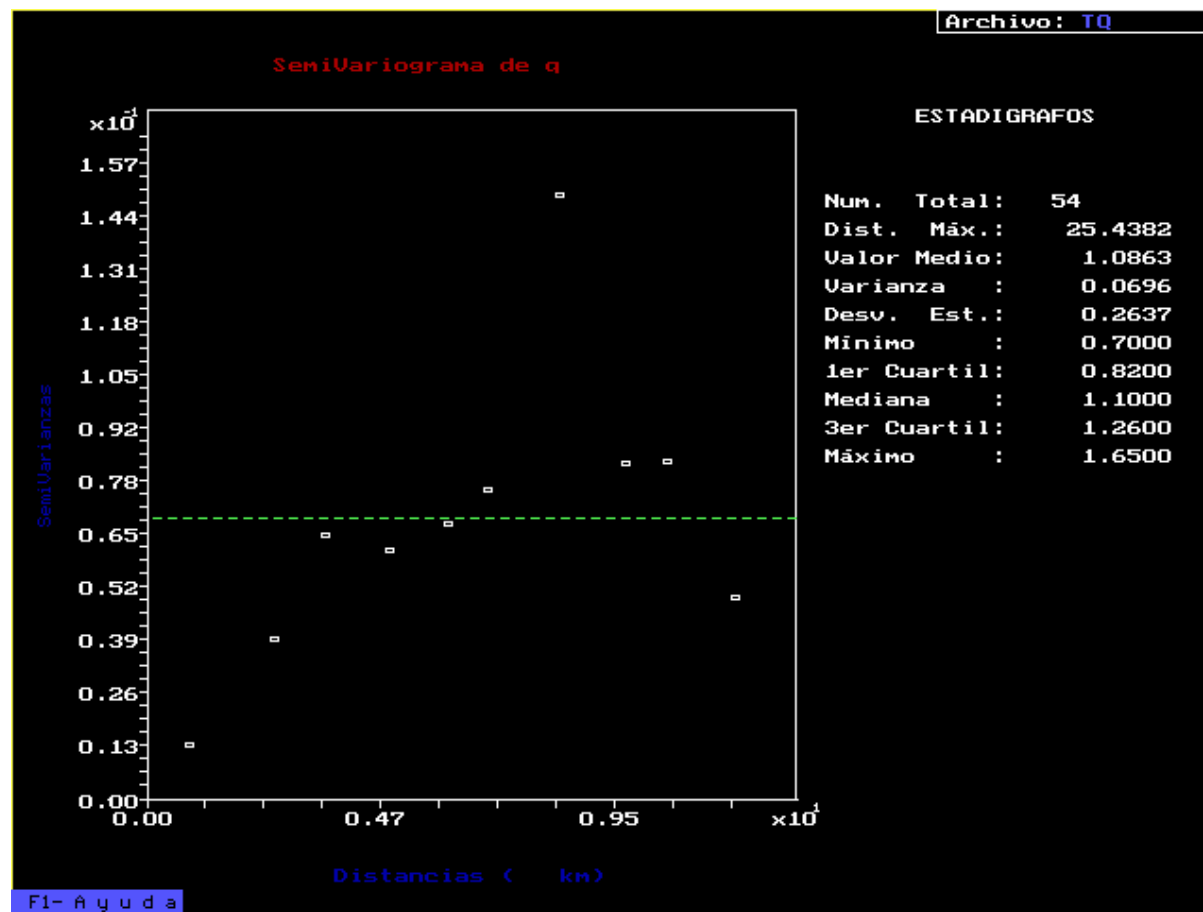 Archivo: TQ
SemiVariograma de q
x10^-1
1.57
1.44
1.31
1.18
1.05
0.92
0.78
0.65
0.52
0.39
0.26
0.13
0.00
SemiVarianzas
0.00 0.47 0.95 x10^1
Distancias ( km)
ESTADIGRAFOS
Num. Total: 54
Dist. Máx.: 25.4382
Valor Medio: 1.0863
Varianza : 0.0696
Desv. Est.: 0.2637
Mínimo : 0.7000
1er Cuartil: 0.8200
Mediana : 1.1000
3er Cuartil: 1.2600
Máximo : 1.6500
F1- A y u d a